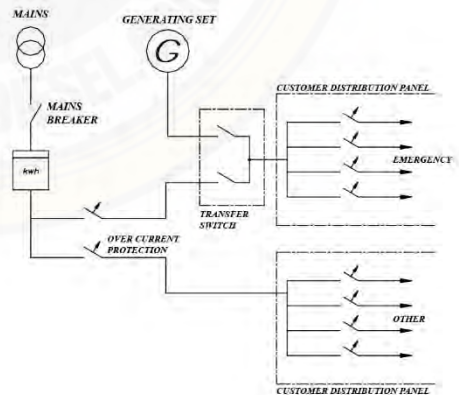 MAINS
GENERATING SET
G
MAINS
BREAKER
kwh
CUSTOMER DISTRIBUTION PANEL
EMERGENCY
TRANSFER
SWITCH
OVER CURRENT
PROTECTION
OTHER
CUSTOMER DISTRIBUTION PANEL